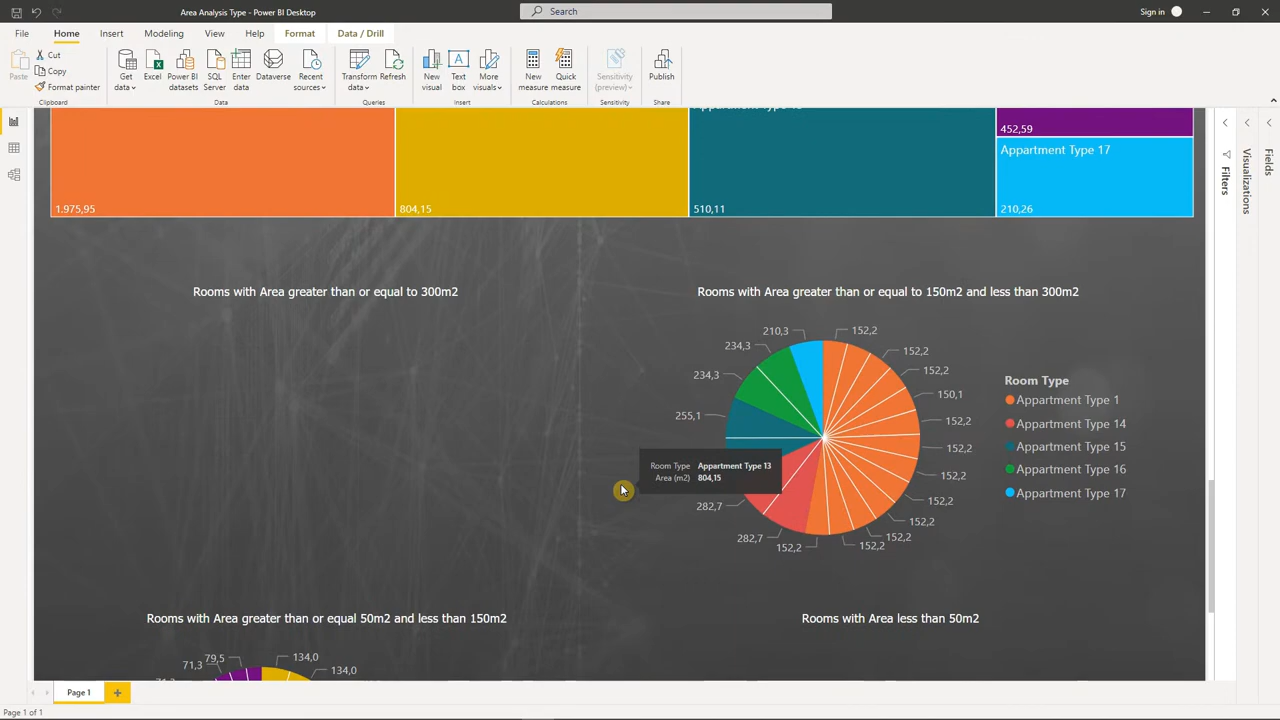 Area Analysis Type - Power BI Desktop
Search
Sign in
File
Home
Insert
Modeling
View
Help
Format
Data / Drill
Paste
Cut
Copy
Format painter
Clipboard
Get data
Excel
Power BI datasets
SQL Server
Enter data
Dataverse
Recent sources
Data
Transform data
Refresh
Queries
New visual
Text box
More visuals
Insert
New measure
Quick measure
Calculations
Sensitivity (preview)
Sensitivity
Publish
Share
1.975,95
804,15
510,11
452,59
Appartment Type 17
210,26
Filters
Visualizations
Fields
Rooms with Area greater than or equal to 300m2
Rooms with Area greater than or equal to 150m2 and less than 300m2
210,3
152,2
234,3
152,2
234,3
152,2
150,1
255,1
152,2
152,2
152,2
282,7
152,2
152,2
282,7
152,2
152,2
152,2
Room Type Appartment Type 13
Area (m2) 804,15
Room Type
Appartment Type 1
Appartment Type 14
Appartment Type 15
Appartment Type 16
Appartment Type 17
Rooms with Area greater than or equal 50m2 and less than 150m2
Rooms with Area less than 50m2
79,5
71,3
134,0
134,0
Page 1
Page 1 of 1